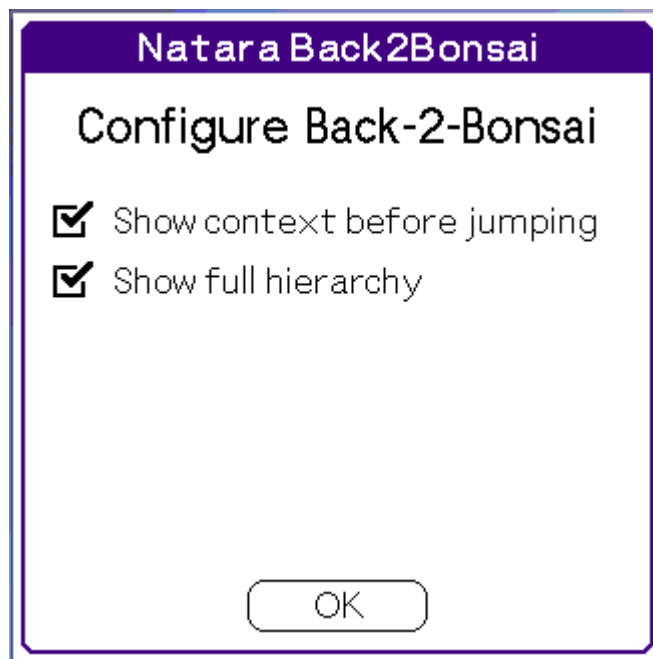 Natara Back2Bonsai
Configure Back-2-Bonsai
Show context before jumping
Show full hierarchy
OK